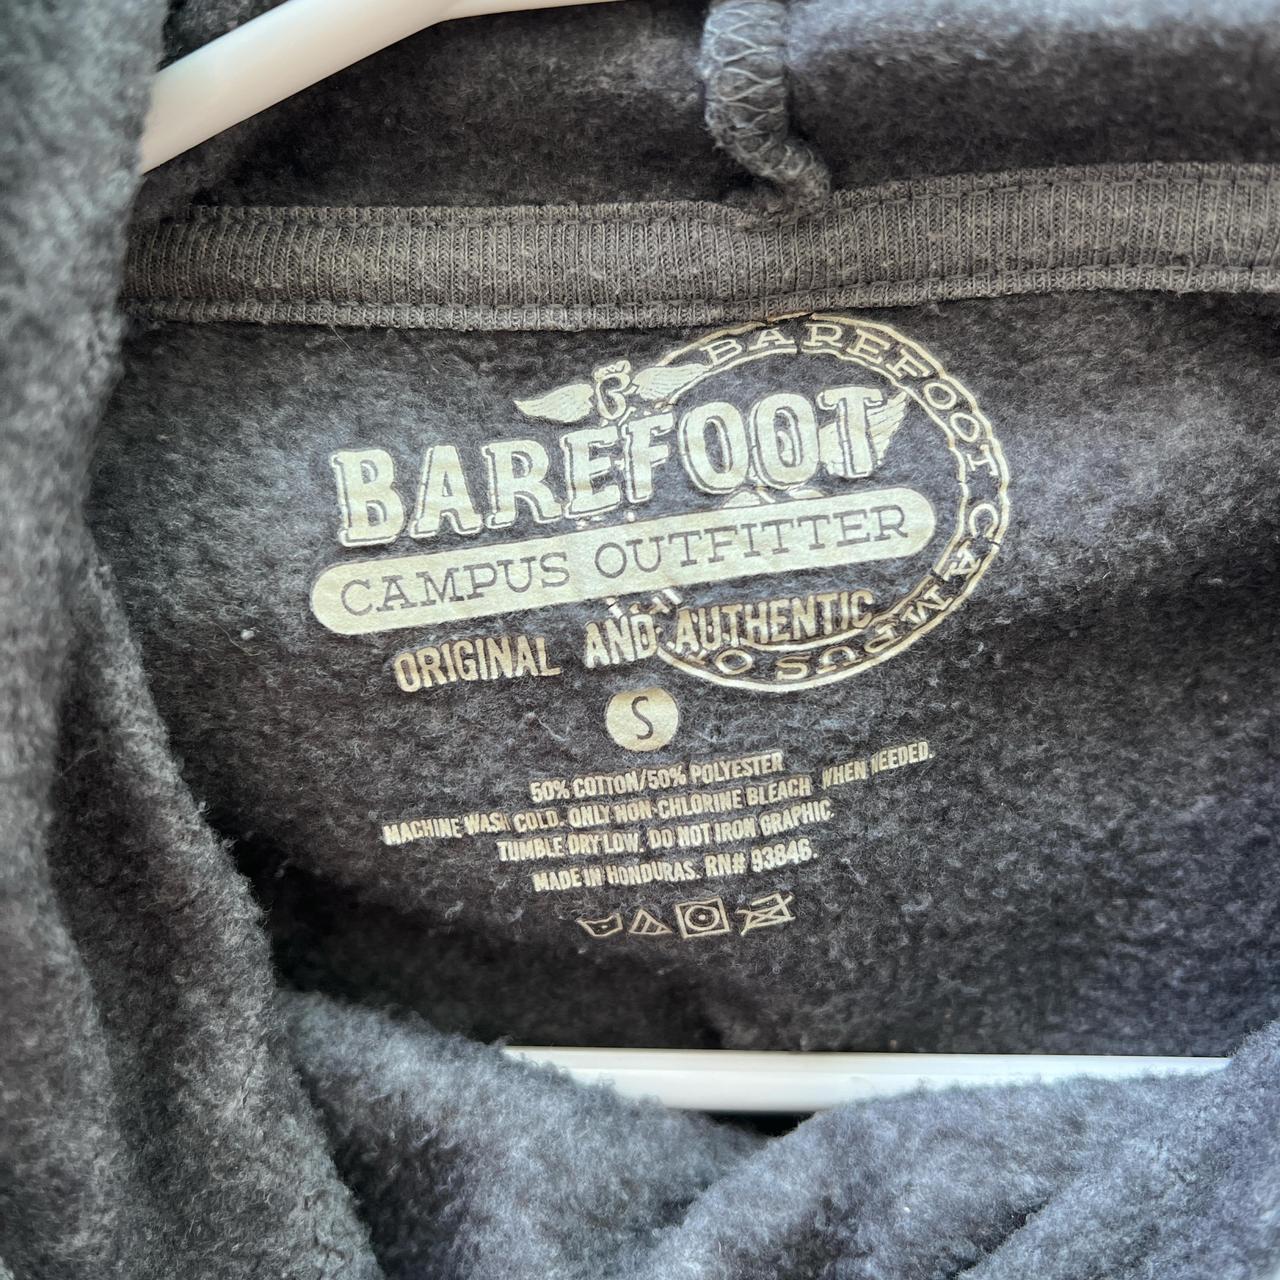 BAREFOOT CAMPUS O
BAREFOOT
CAMPUS OUTFITTER
ORIGINAL AND AUTHENTIC
S
50% COTTON/50% POLYESTER
MACHINE WASH COLD. ONLY NON-CHLORINE BLEACH WHEN NEEDED.
TUMBLE DRY LOW. DO NOT IRON GRAPHIC.
MADE IN HONDURAS. RN# 93846.